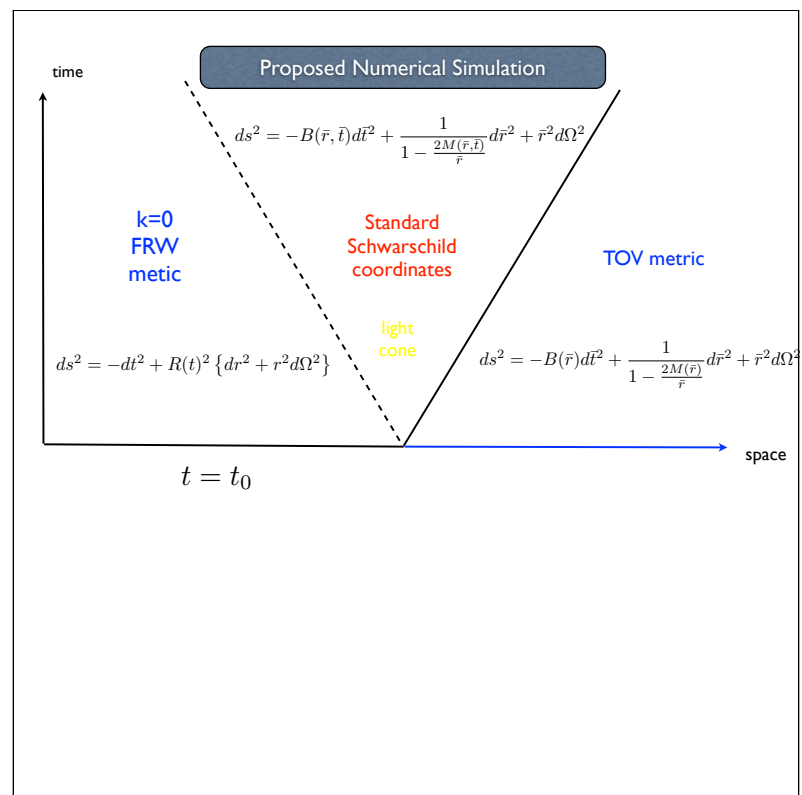 Proposed Numerical Simulation
time
ds² = −B(r̄, t̄)dt̄² + 1/(1 − 2M(r̄,t̄)/r̄) dr̄² + r̄²dΩ²
k=0
FRW
metic
Standard
Schwarschild
coordinates
TOV metric
light
cone
ds² = −dt² + R(t)² {dr² + r²dΩ²}
ds² = −B(r̄)dt̄² + 1/(1 − 2M(r̄)/r̄) dr̄² + r̄²dΩ²
space
t = t₀